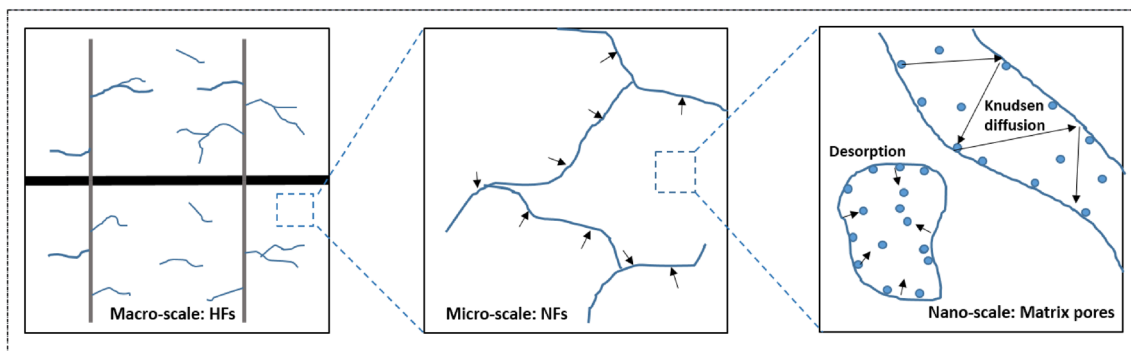 Macro-scale: HFs
Micro-scale: NFs
Knudsen
diffusion
Desorption
Nano-scale: Matrix pores